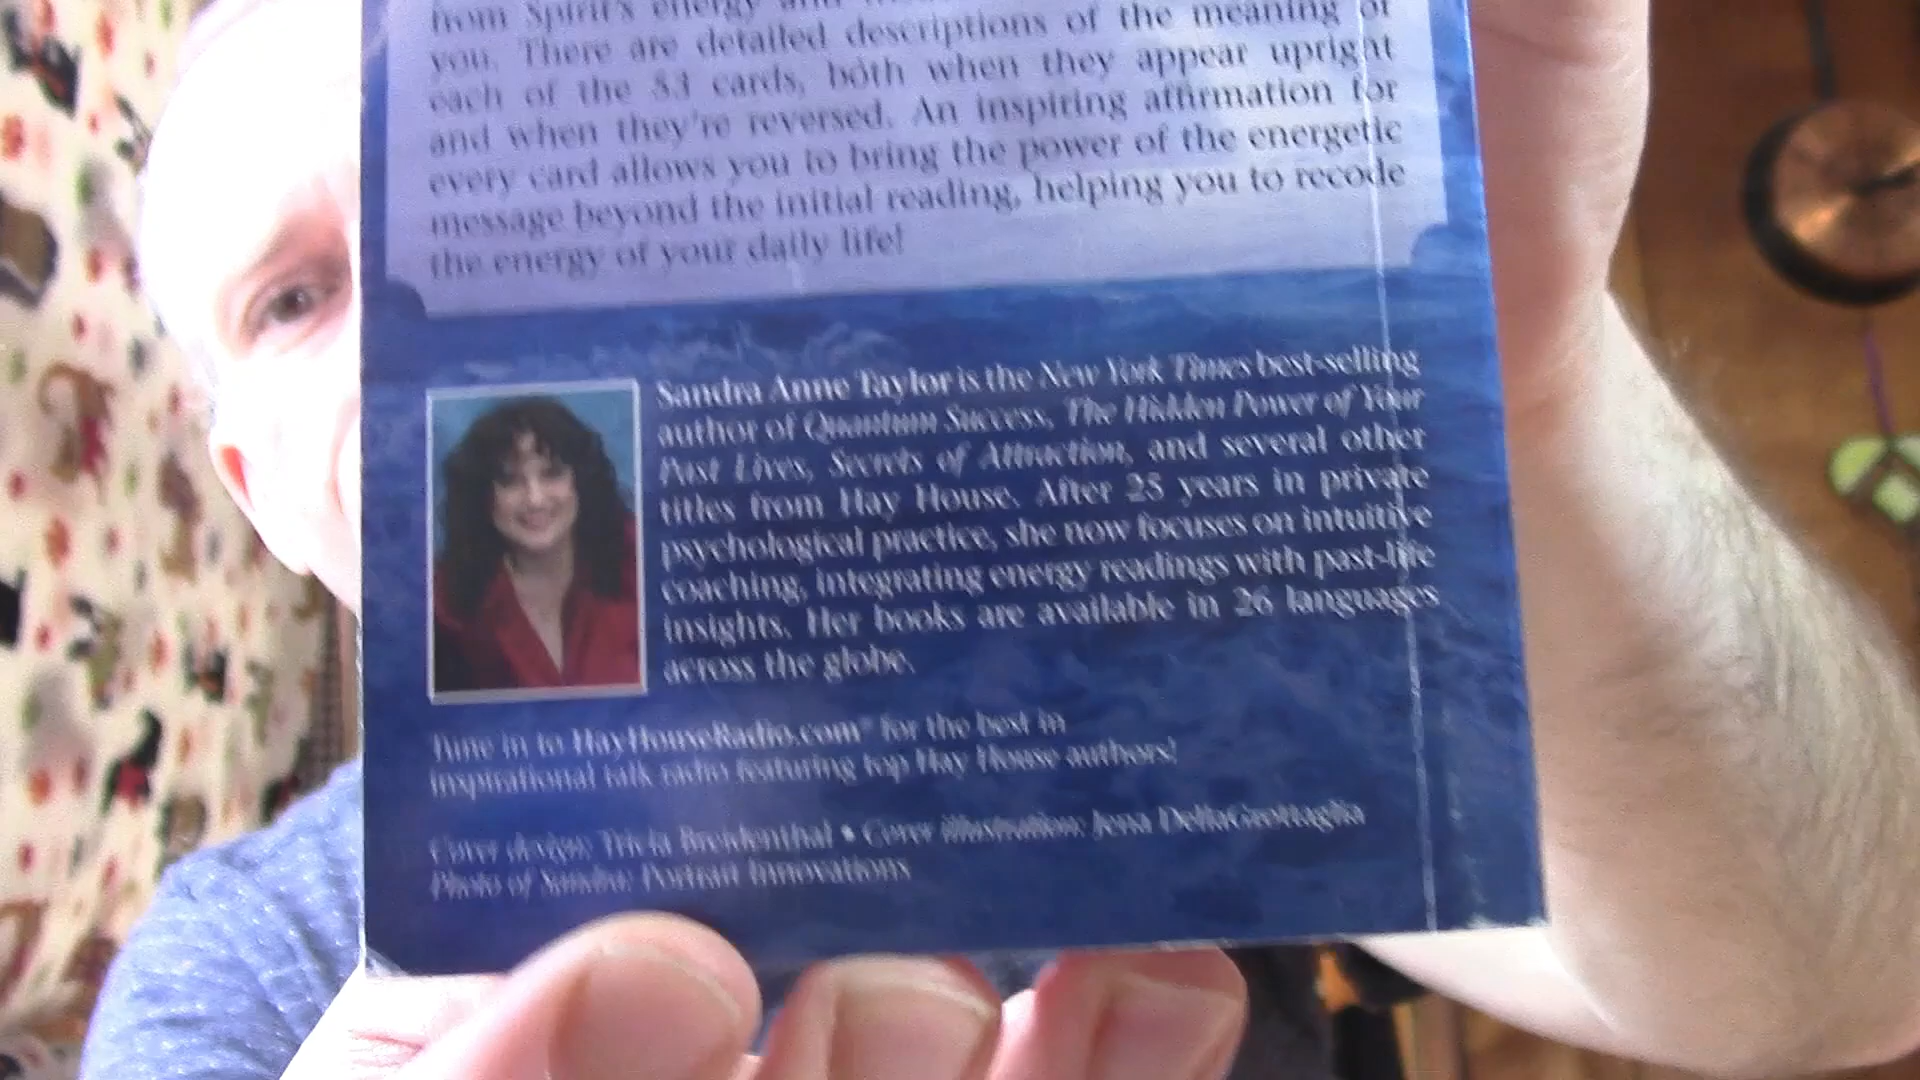 from Spirit's energy and
you. There are detailed descriptions of the meaning of
each of the 53 cards, both when they appear upright
and when they're reversed. An inspiring affirmation for
every card allows you to bring the power of the energetic
message beyond the initial reading, helping you to recode
the energy of your daily life!
Sandra Anne Taylor is the New York Times best-selling
author of Quantum Success, The Hidden Power of Your
Past Lives, Secrets of Attraction, and several other
titles from Hay House. After 25 years in private
psychological practice, she now focuses on intuitive
coaching, integrating energy readings with past-life
insights. Her books are available in 26 languages
across the globe.
Tune in to HayHouseRadio.com® for the best in
inspirational talk radio featuring top Hay House authors!
Cover design: Tricia Breidenthal • Cover illustration: Jena DellaGrottaglia
Photo of Sandra: Portrait Innovations